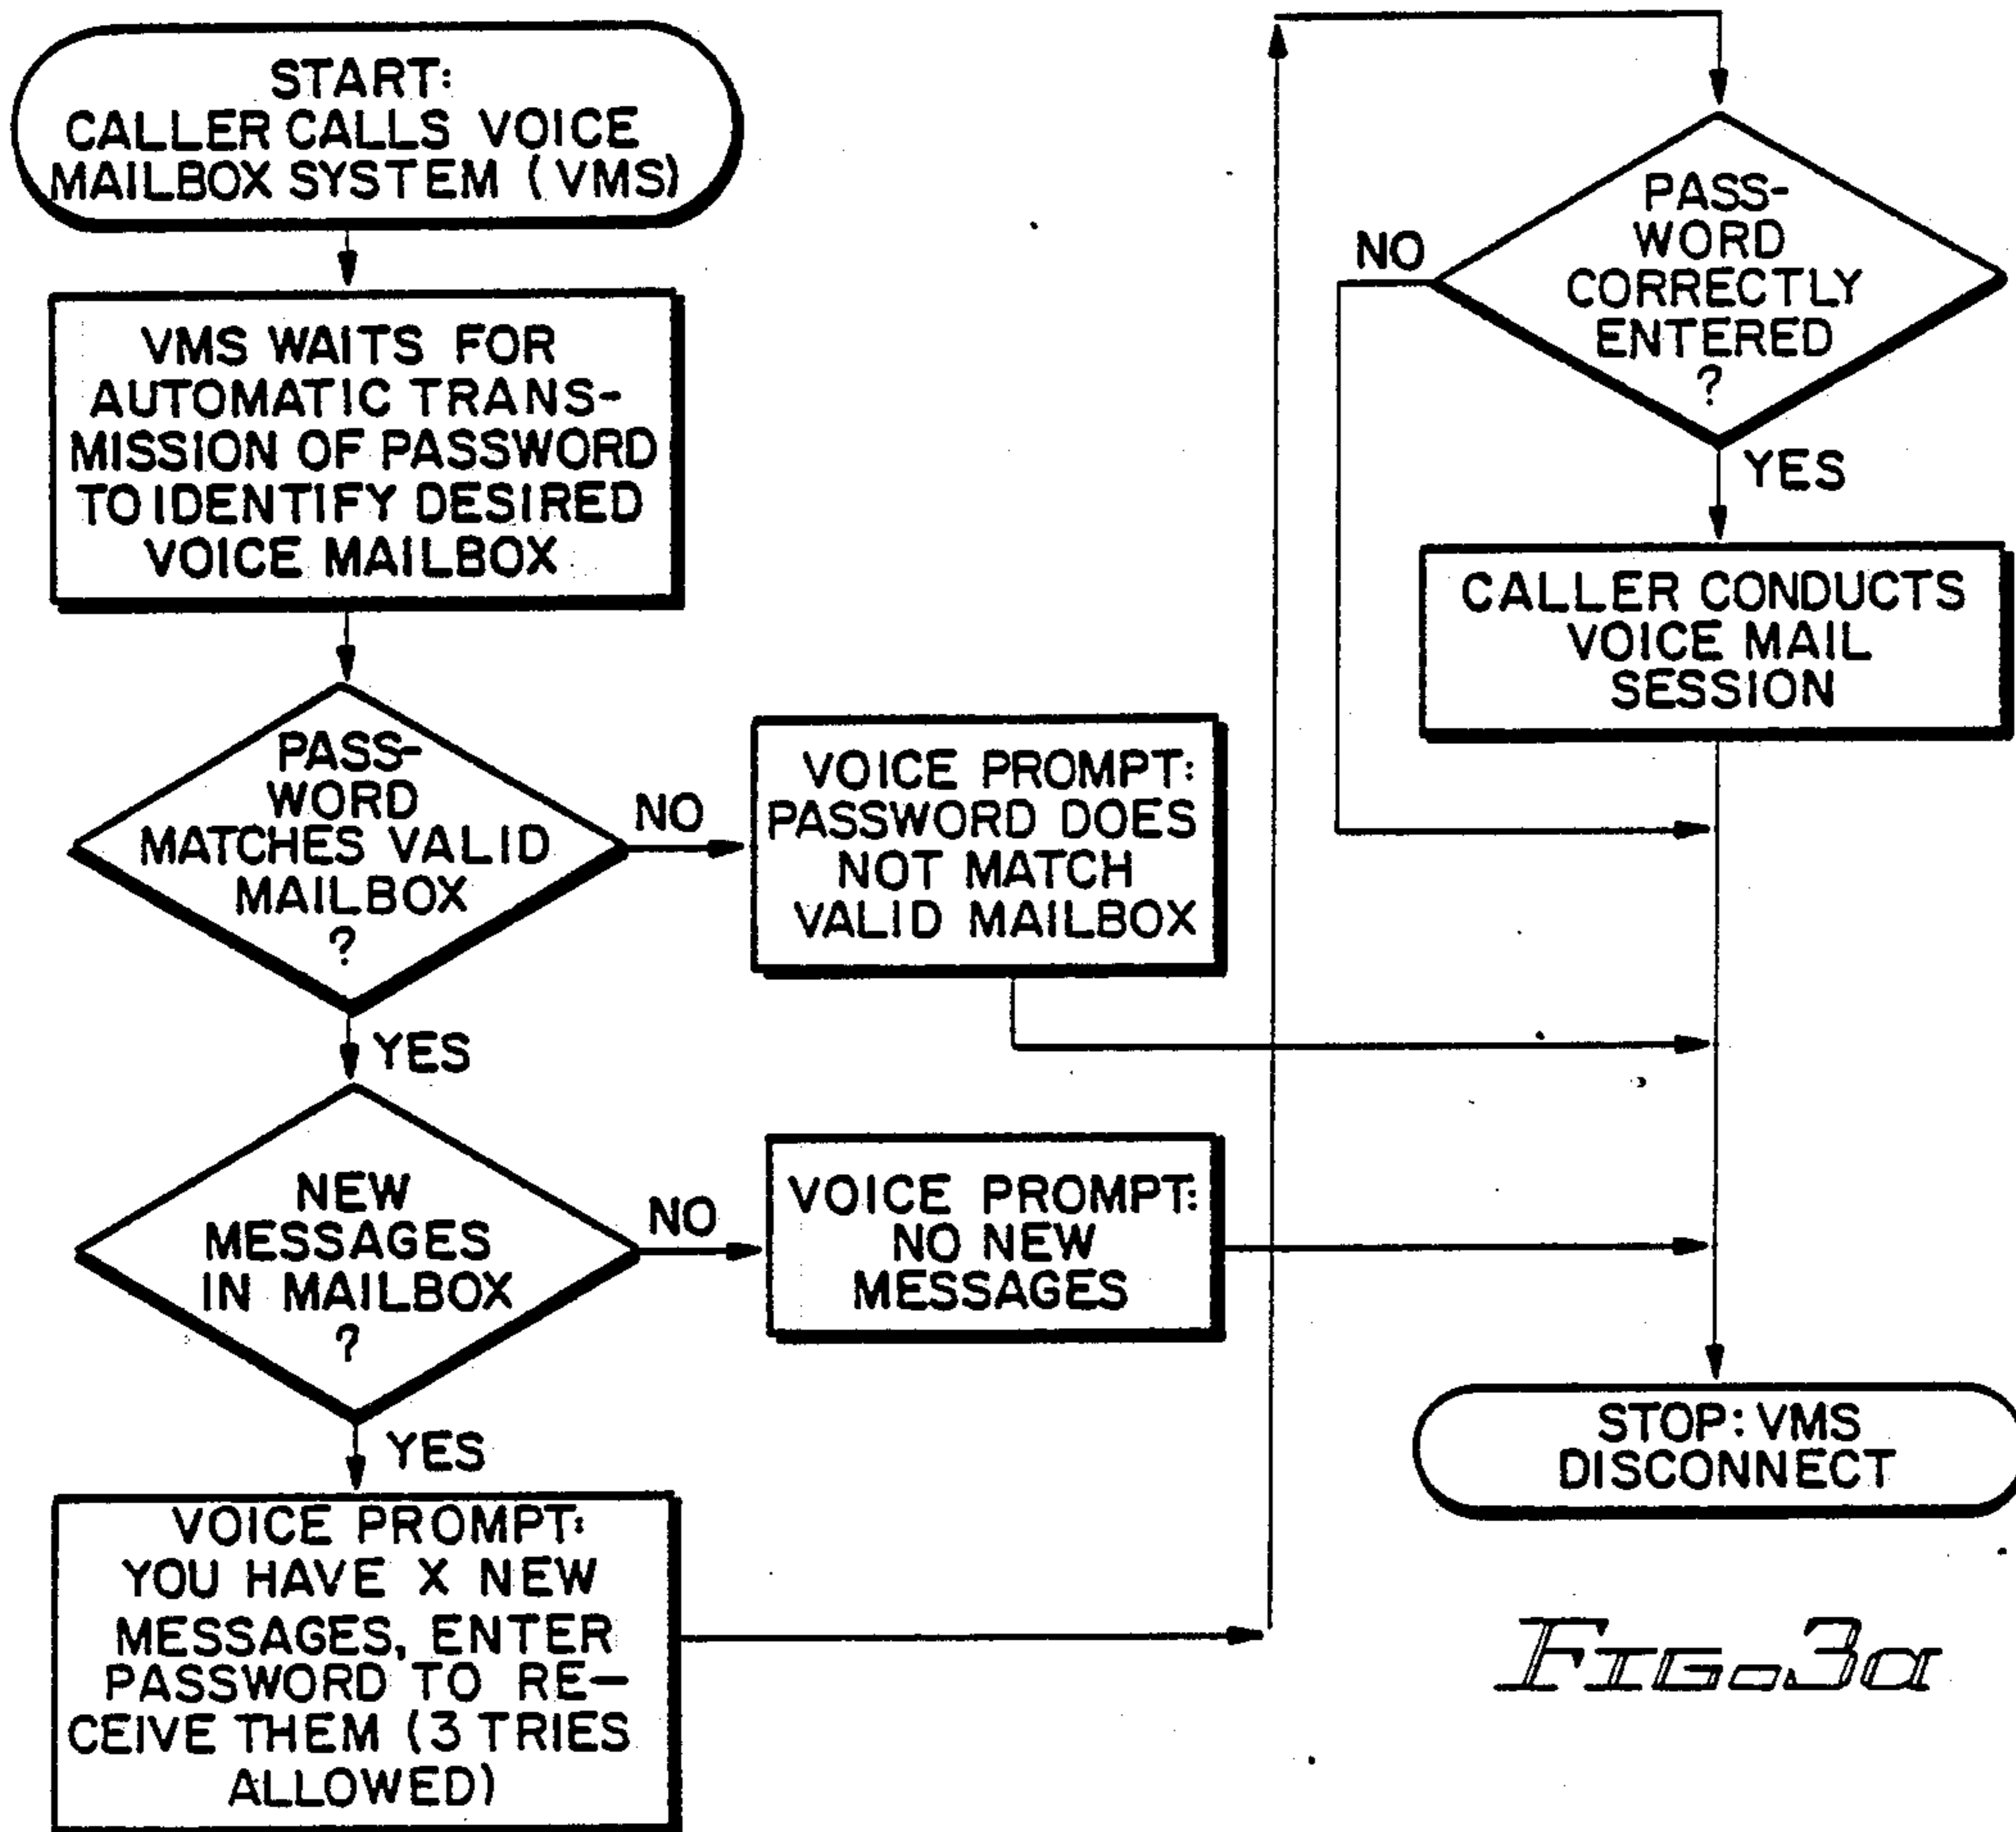 START:
CALLER CALLS VOICE
MAILBOX SYSTEM (VMS)
VMS WAITS FOR
AUTOMATIC TRANS-
MISSION OF PASSWORD
TO IDENTIFY DESIRED
VOICE MAILBOX
PASS-
WORD
MATCHES VALID
MAILBOX
?
NO
VOICE PROMPT:
PASSWORD DOES
NOT MATCH
VALID MAILBOX
YES
NEW
MESSAGES
IN MAILBOX
?
NO
VOICE PROMPT:
NO NEW
MESSAGES
YES
VOICE PROMPT:
YOU HAVE X NEW
MESSAGES, ENTER
PASSWORD TO RE-
CEIVE THEM (3 TRIES
ALLOWED)
PASS-
WORD
CORRECTLY
ENTERED
?
NO
YES
CALLER CONDUCTS
VOICE MAIL
SESSION
STOP: VMS
DISCONNECT
FIG. 3a